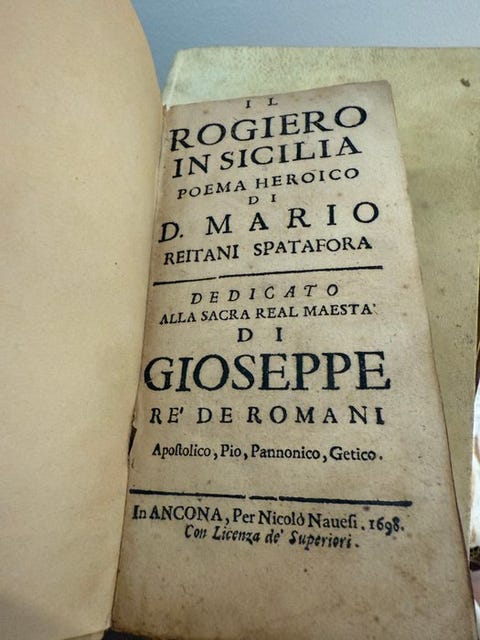 IL
ROGIERO
IN SICILIA
POEMA HEROICO
DI
D. MARIO
REITANI SPATAFORA
DEDICATO
ALLA SACRA REAL MAESTA'
DI
GIOSEPPE
RE' DE ROMANI
Apoſtolico, Pio, Pannonico, Getico.
In ANCONA, Per Nicolò Naueſi. 1698.
Con Licenza de' Superiori.